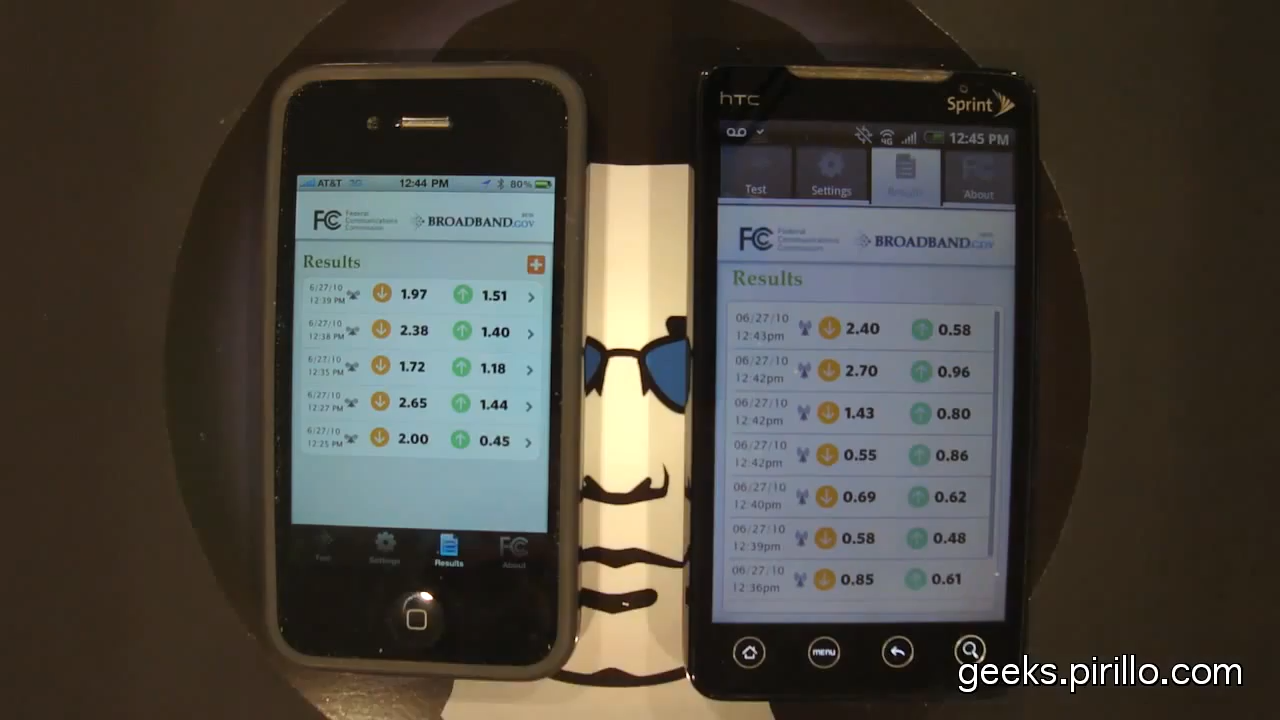 AT&T 3G 12:44 PM 80%
FCC Federal Communications Commission BROADBAND.GOV BETA
Results
6/27/10 12:39 PM 1.97 1.51
6/27/10 12:38 PM 2.38 1.40
6/27/10 12:35 PM 1.72 1.18
6/27/10 12:27 PM 2.65 1.44
6/27/10 12:25 PM 2.00 0.45
Test Settings Results About
hTC Sprint
4G 12:45 PM
Test Settings Results About
FCC Federal Communications Commission BROADBAND.GOV BETA
Results
06/27/10 12:43pm 2.40 0.58
06/27/10 12:42pm 2.70 0.96
06/27/10 12:42pm 1.43 0.80
06/27/10 12:42pm 0.55 0.86
06/27/10 12:40pm 0.69 0.62
06/27/10 12:39pm 0.58 0.48
06/27/10 12:36pm 0.85 0.61
MENU
geeks.pirillo.com